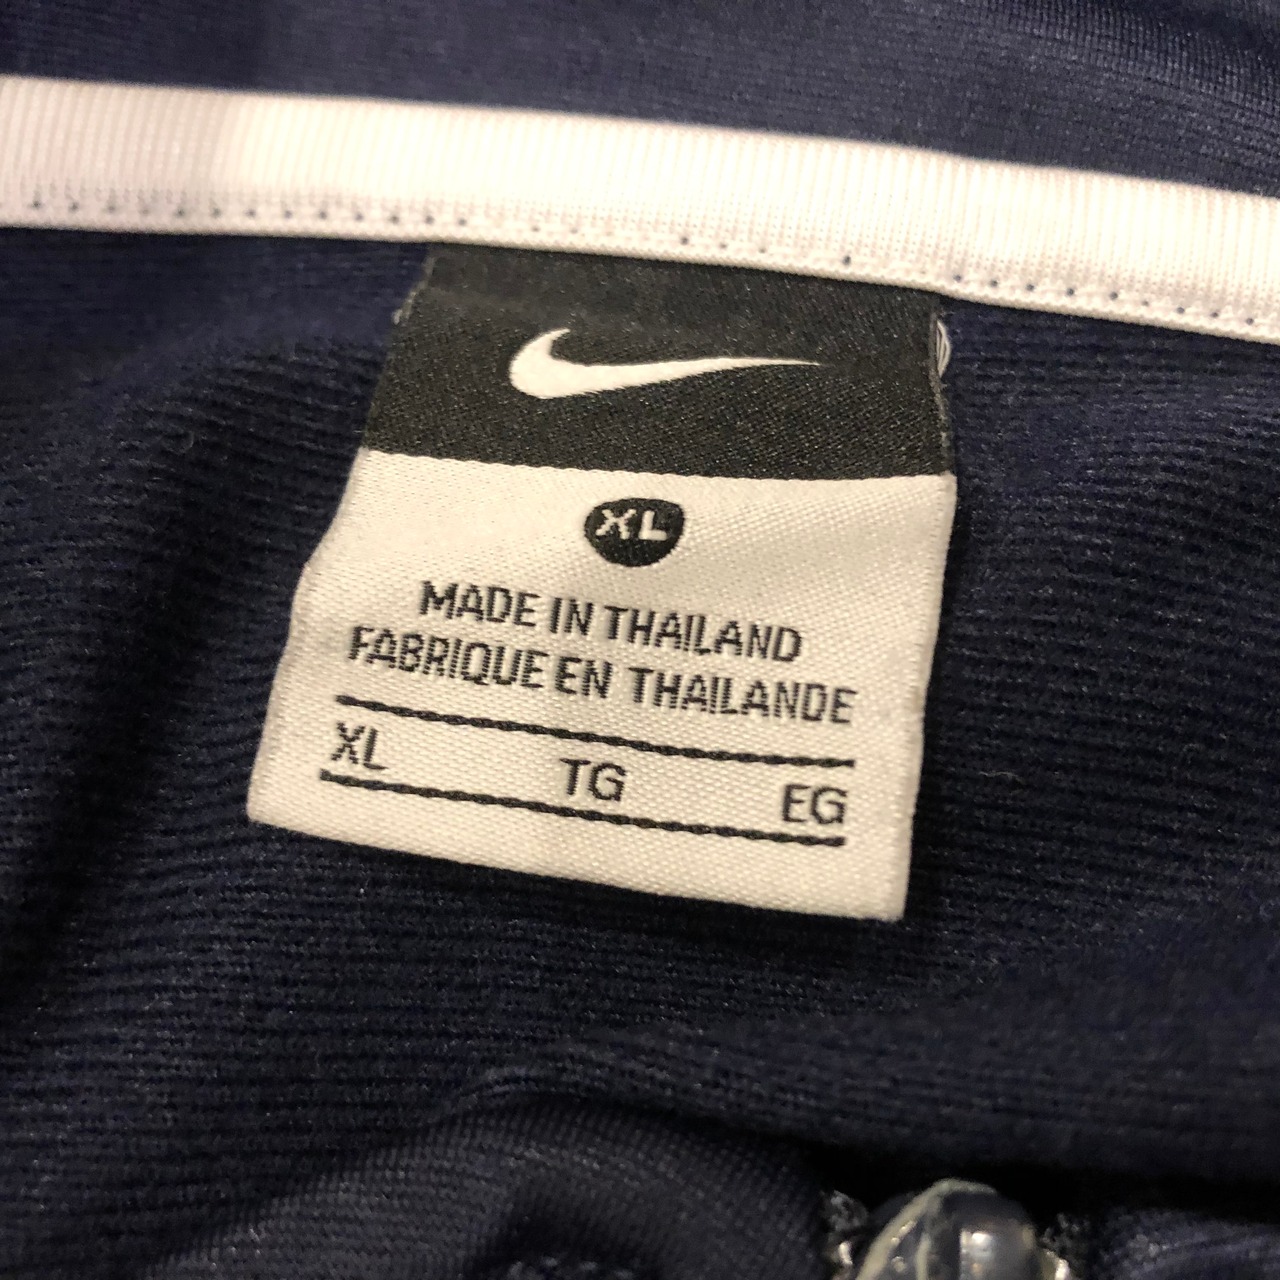 XL
MADE IN THAILAND
FABRIQUE EN THAILANDE
XL TG EG